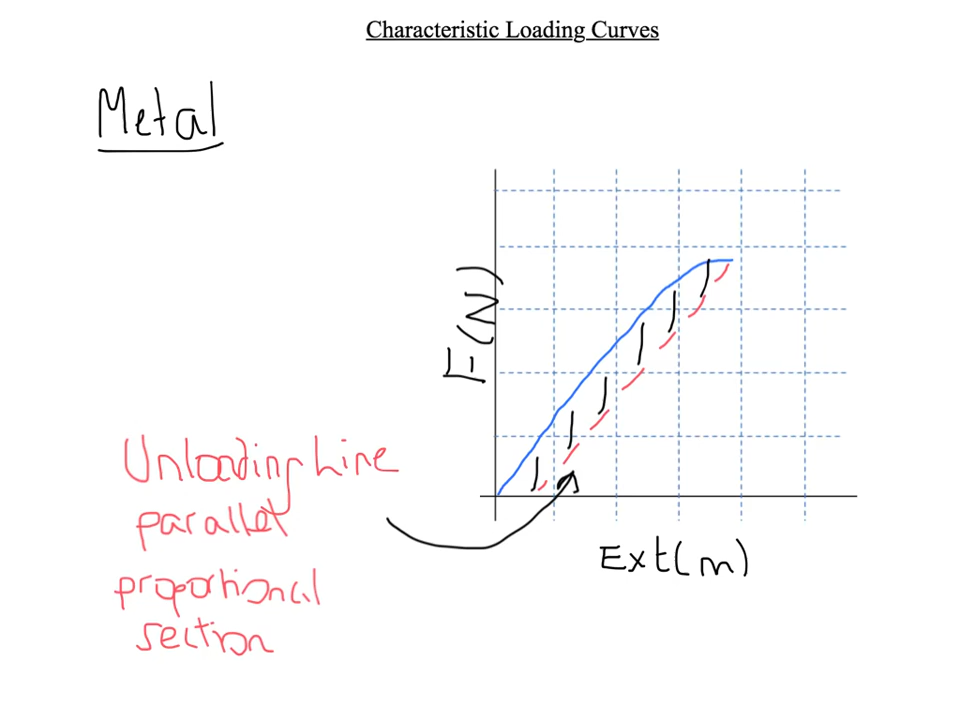 Characteristic Loading Curves
Metal
F(N)
Unloading Line
parallel
proportional
section
Ext(m)